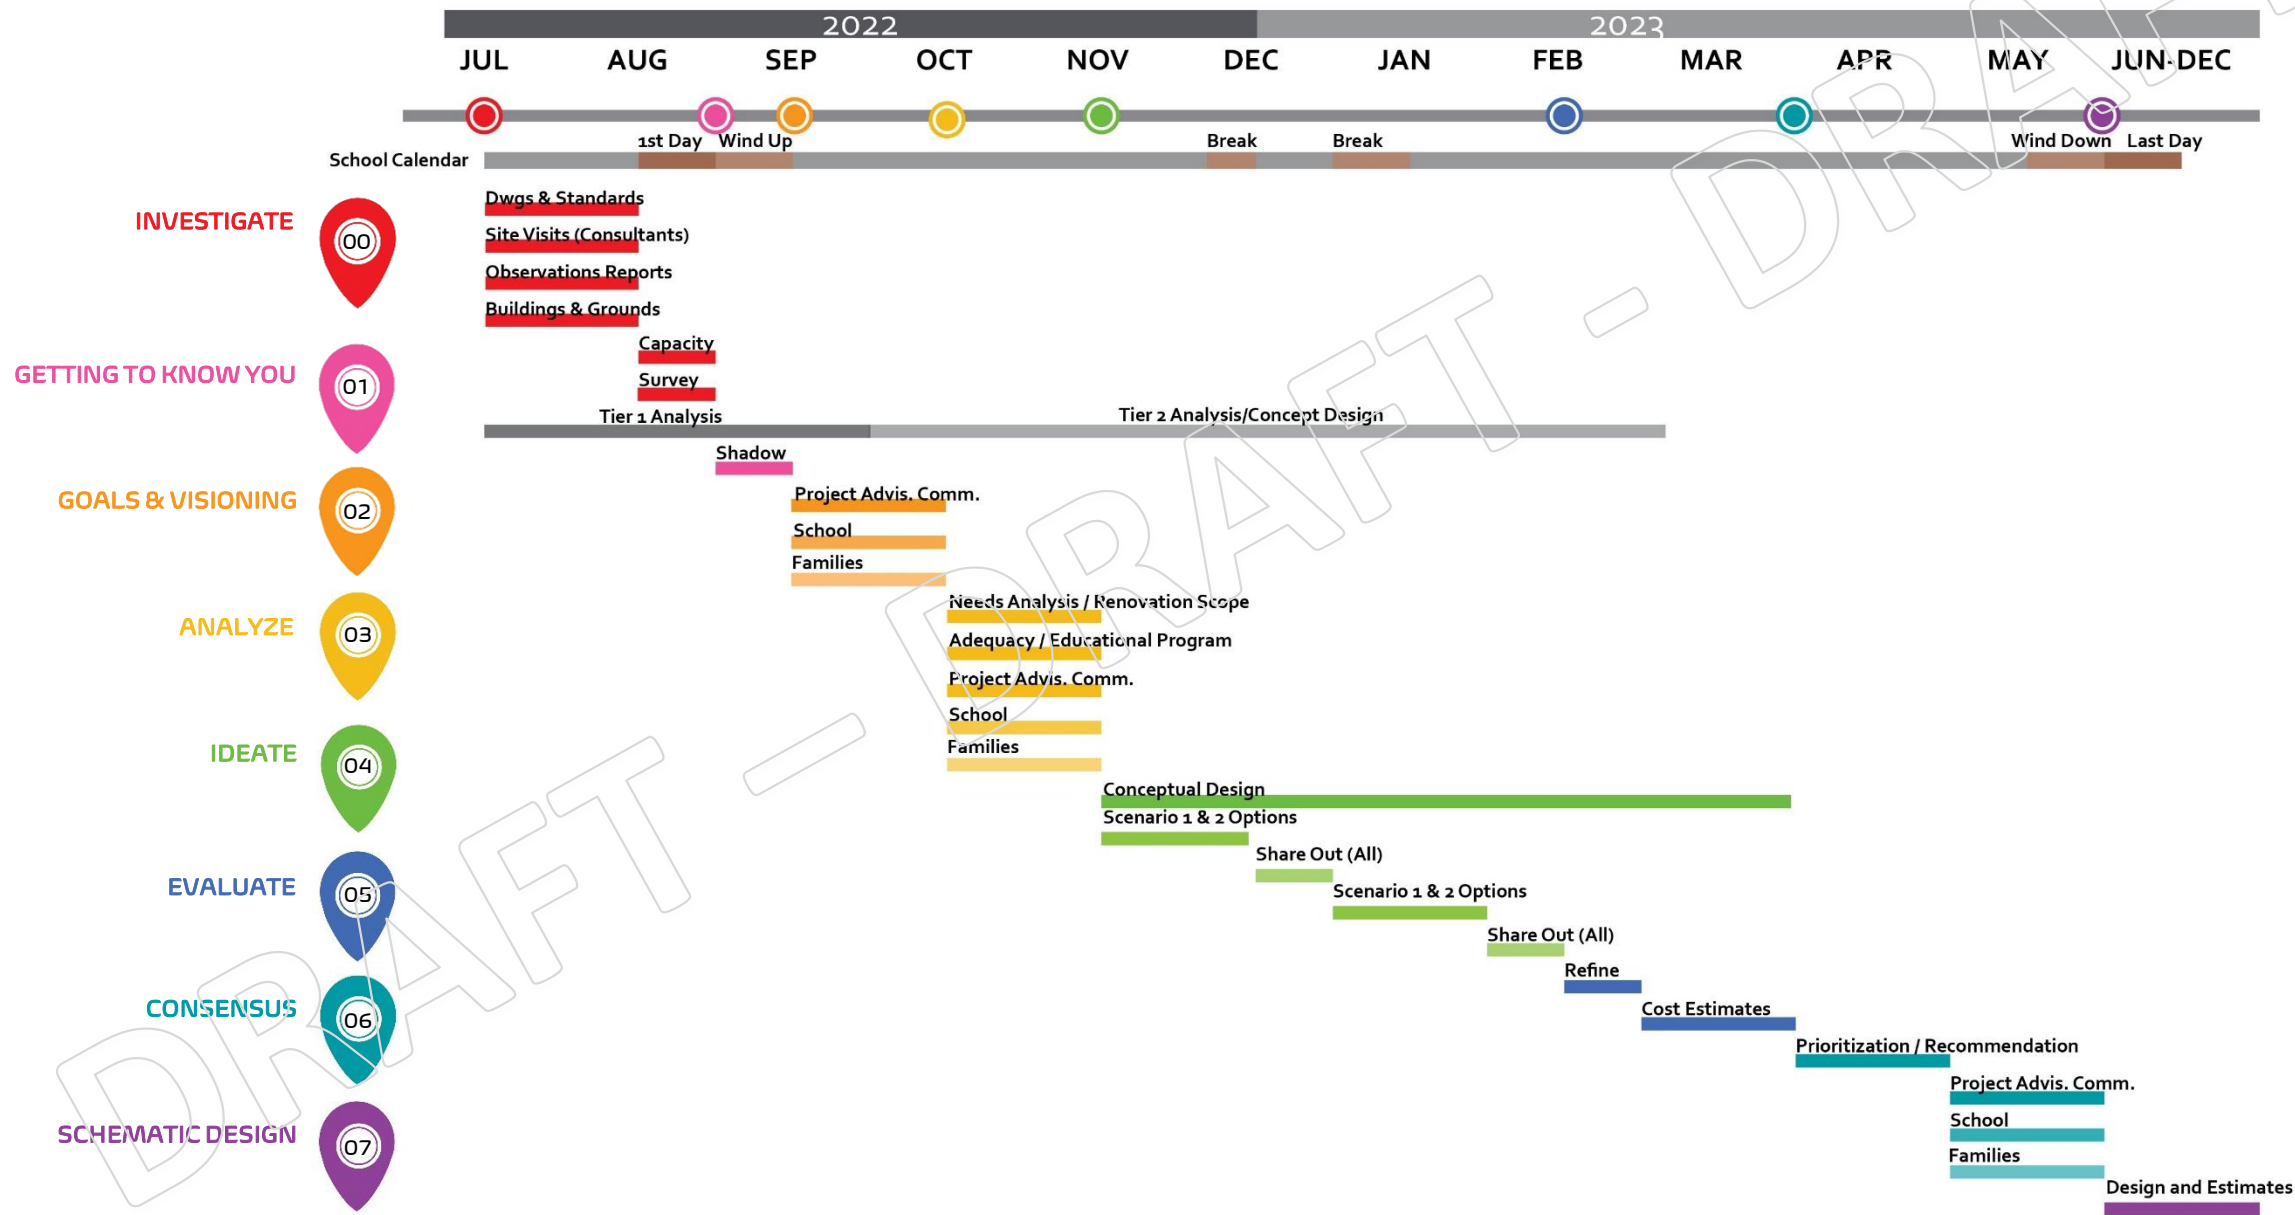 2022 2023
JUL AUG SEP OCT NOV DEC JAN FEB MAR APR MAY JUN-DEC
1st Day Wind Up Break Break Wind Down Last Day
School Calendar
Dwgs & Standards
INVESTIGATE
00
Site Visits (Consultants)
Observations Reports
Buildings & Grounds
Capacity
GETTING TO KNOW YOU
01
Survey
Tier 1 Analysis Tier 2 Analysis/Concept Design
Shadow
GOALS & VISIONING
02
Project Advis. Comm.
School
Families
Needs Analysis / Renovation Scope
ANALYZE
03
Adequacy / Educational Program
Project Advis. Comm.
School
Families
IDEATE
04
Conceptual Design
Scenario 1 & 2 Options
Share Out (All)
EVALUATE
05
Scenario 1 & 2 Options
Share Out (All)
Refine
CONSENSUS
06
Cost Estimates
Prioritization / Recommendation
Project Advis. Comm.
School
SCHEMATIC DESIGN
07
Families
Design and Estimates
DRAFT - DRAFT - DRAFT